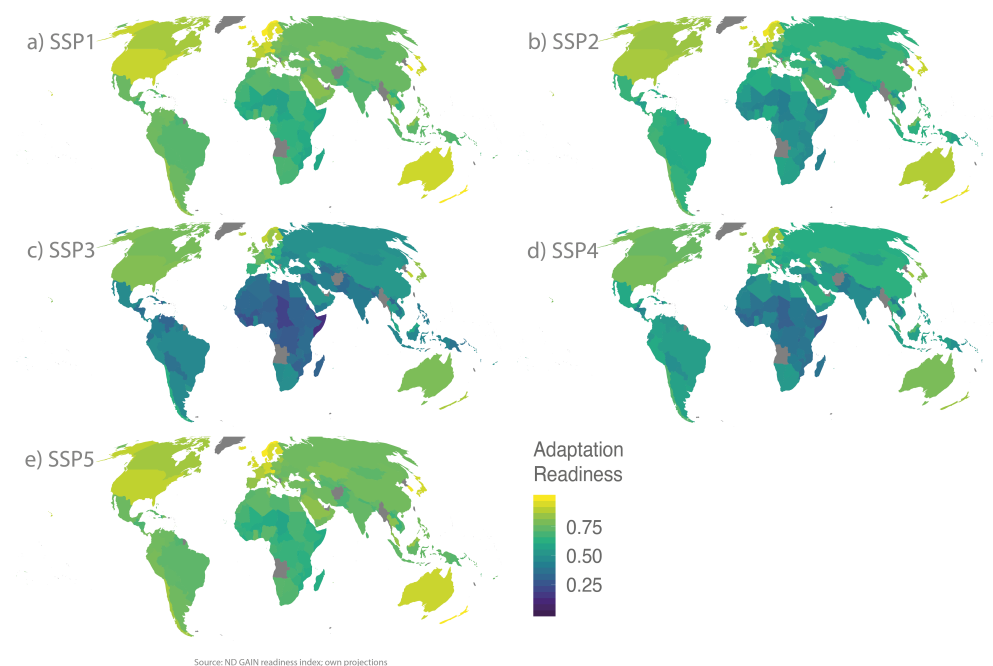 a) SSP1
b) SSP2
c) SSP3
d) SSP4
e) SSP5
Adaptation
Readiness
0.75
0.50
0.25
Source: ND GAIN readiness index; own projections